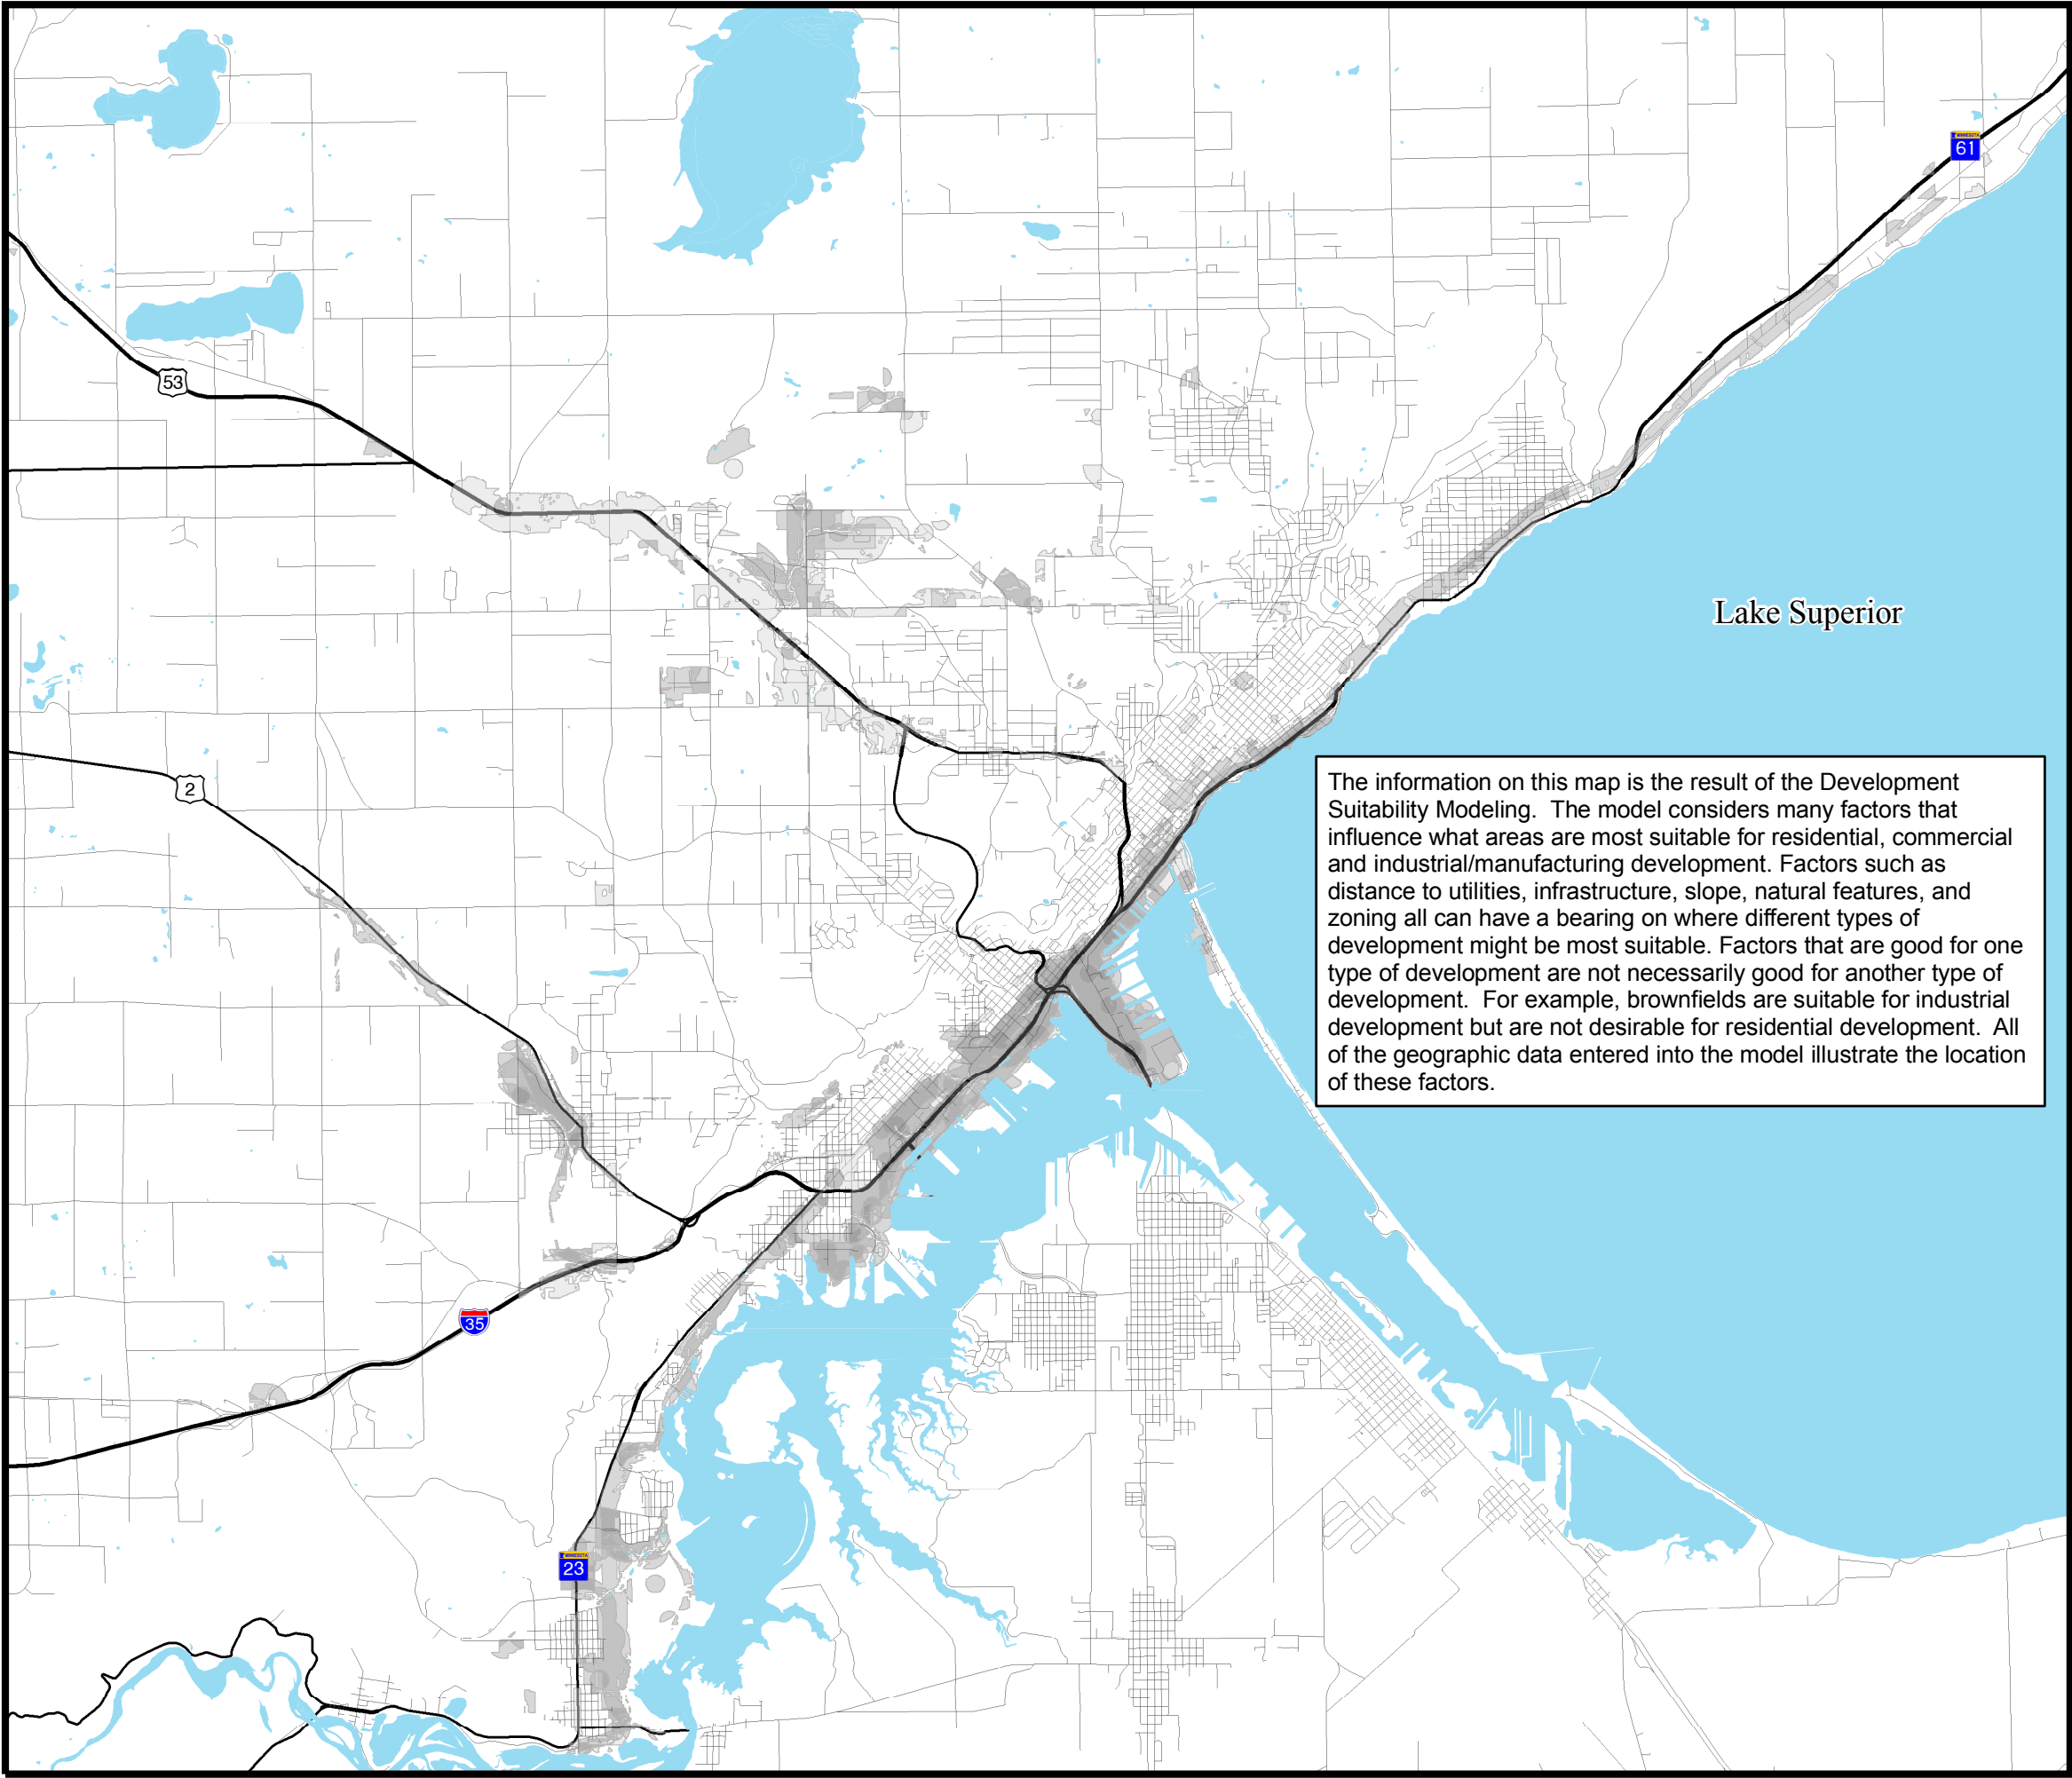 MINNESOTA
61
53
Lake Superior
2
The information on this map is the result of the Development
Suitability Modeling.  The model considers many factors that
influence what areas are most suitable for residential, commercial
and industrial/manufacturing development. Factors such as
distance to utilities, infrastructure, slope, natural features, and
zoning all can have a bearing on where different types of
development might be most suitable. Factors that are good for one
type of development are not necessarily good for another type of
development.  For example, brownfields are suitable for industrial
development but are not desirable for residential development.  All
of the geographic data entered into the model illustrate the location
of these factors.
35
MINNESOTA
23